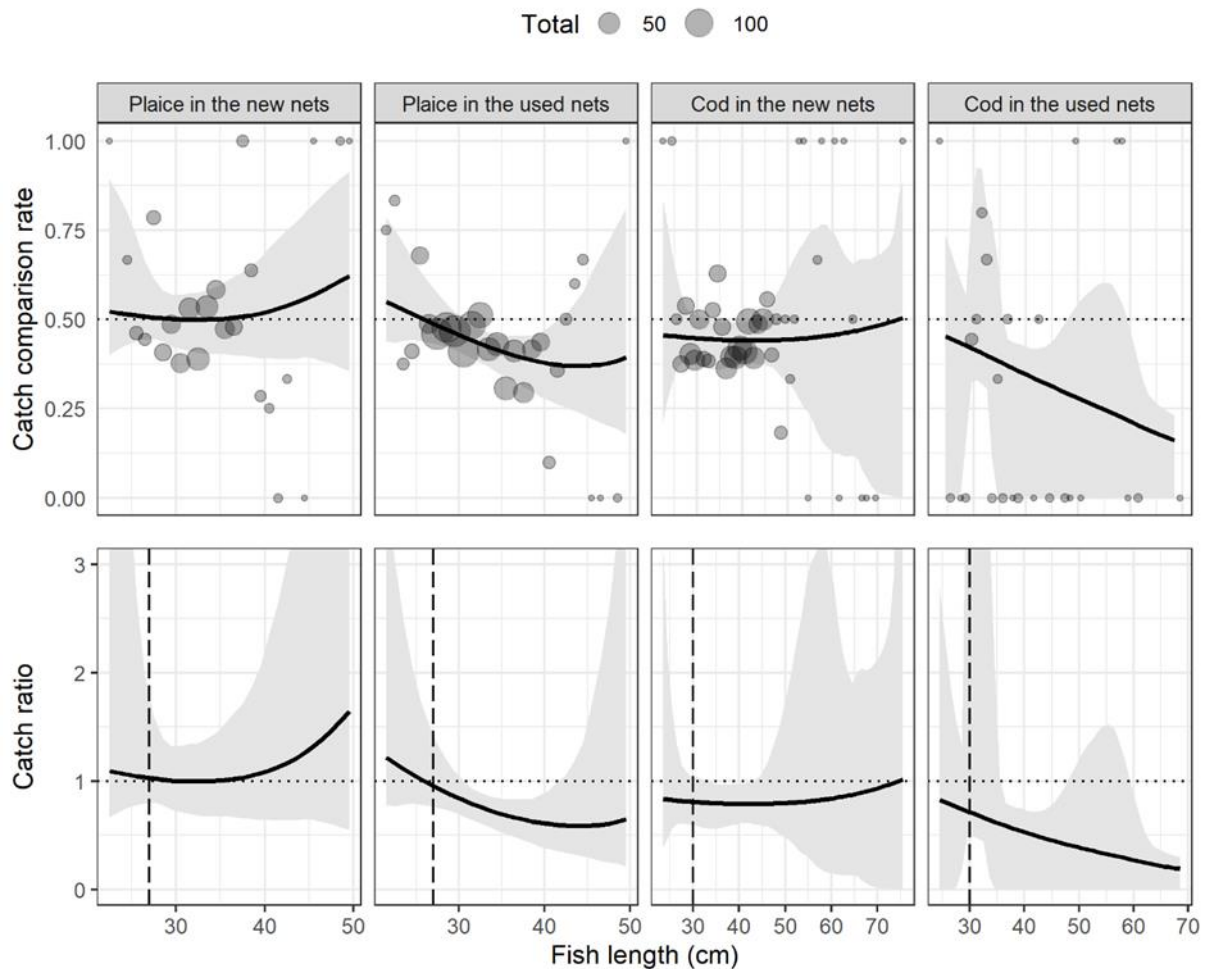 Total 50 100
Plaice in the new nets Plaice in the used nets Cod in the new nets Cod in the used nets
Catch comparison rate
1.00
0.75
0.50
0.25
0.00
Catch ratio
3
2
1
0
30 40 50 30 40 50 30 40 50 60 70 30 40 50 60 70
Fish length (cm)